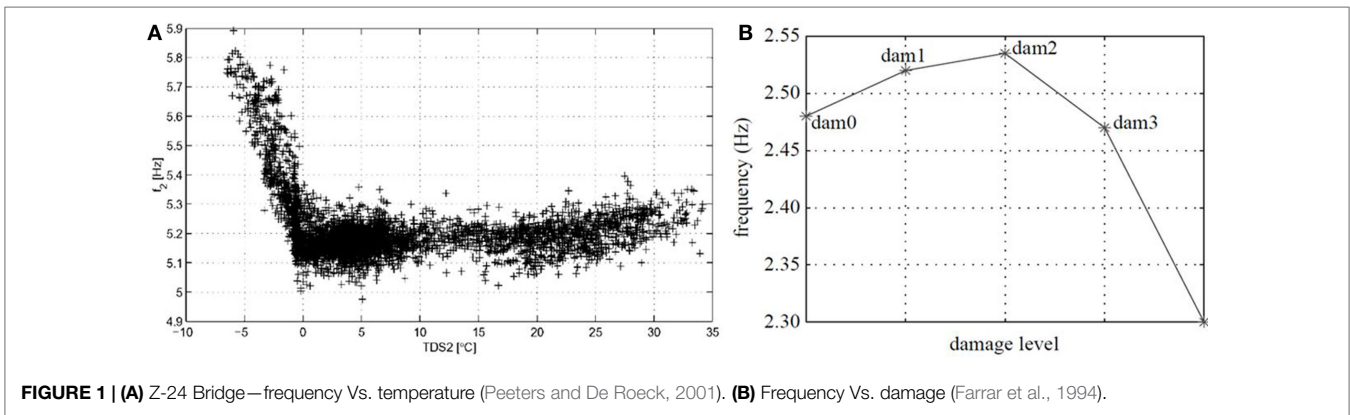 A
5.9
5.8
5.7
5.6
5.5
5.4
5.3
5.2
5.1
5
4.9
f2 [Hz]
−10 −5 0 5 10 15 20 25 30 35
TDS2 [°C]
B
2.55
2.50
2.45
2.40
2.35
2.30
frequency (Hz)
dam0
dam1
dam2
dam3
damage level
FIGURE 1 | (A) Z-24 Bridge—frequency Vs. temperature (Peeters and De Roeck, 2001). (B) Frequency Vs. damage (Farrar et al., 1994).